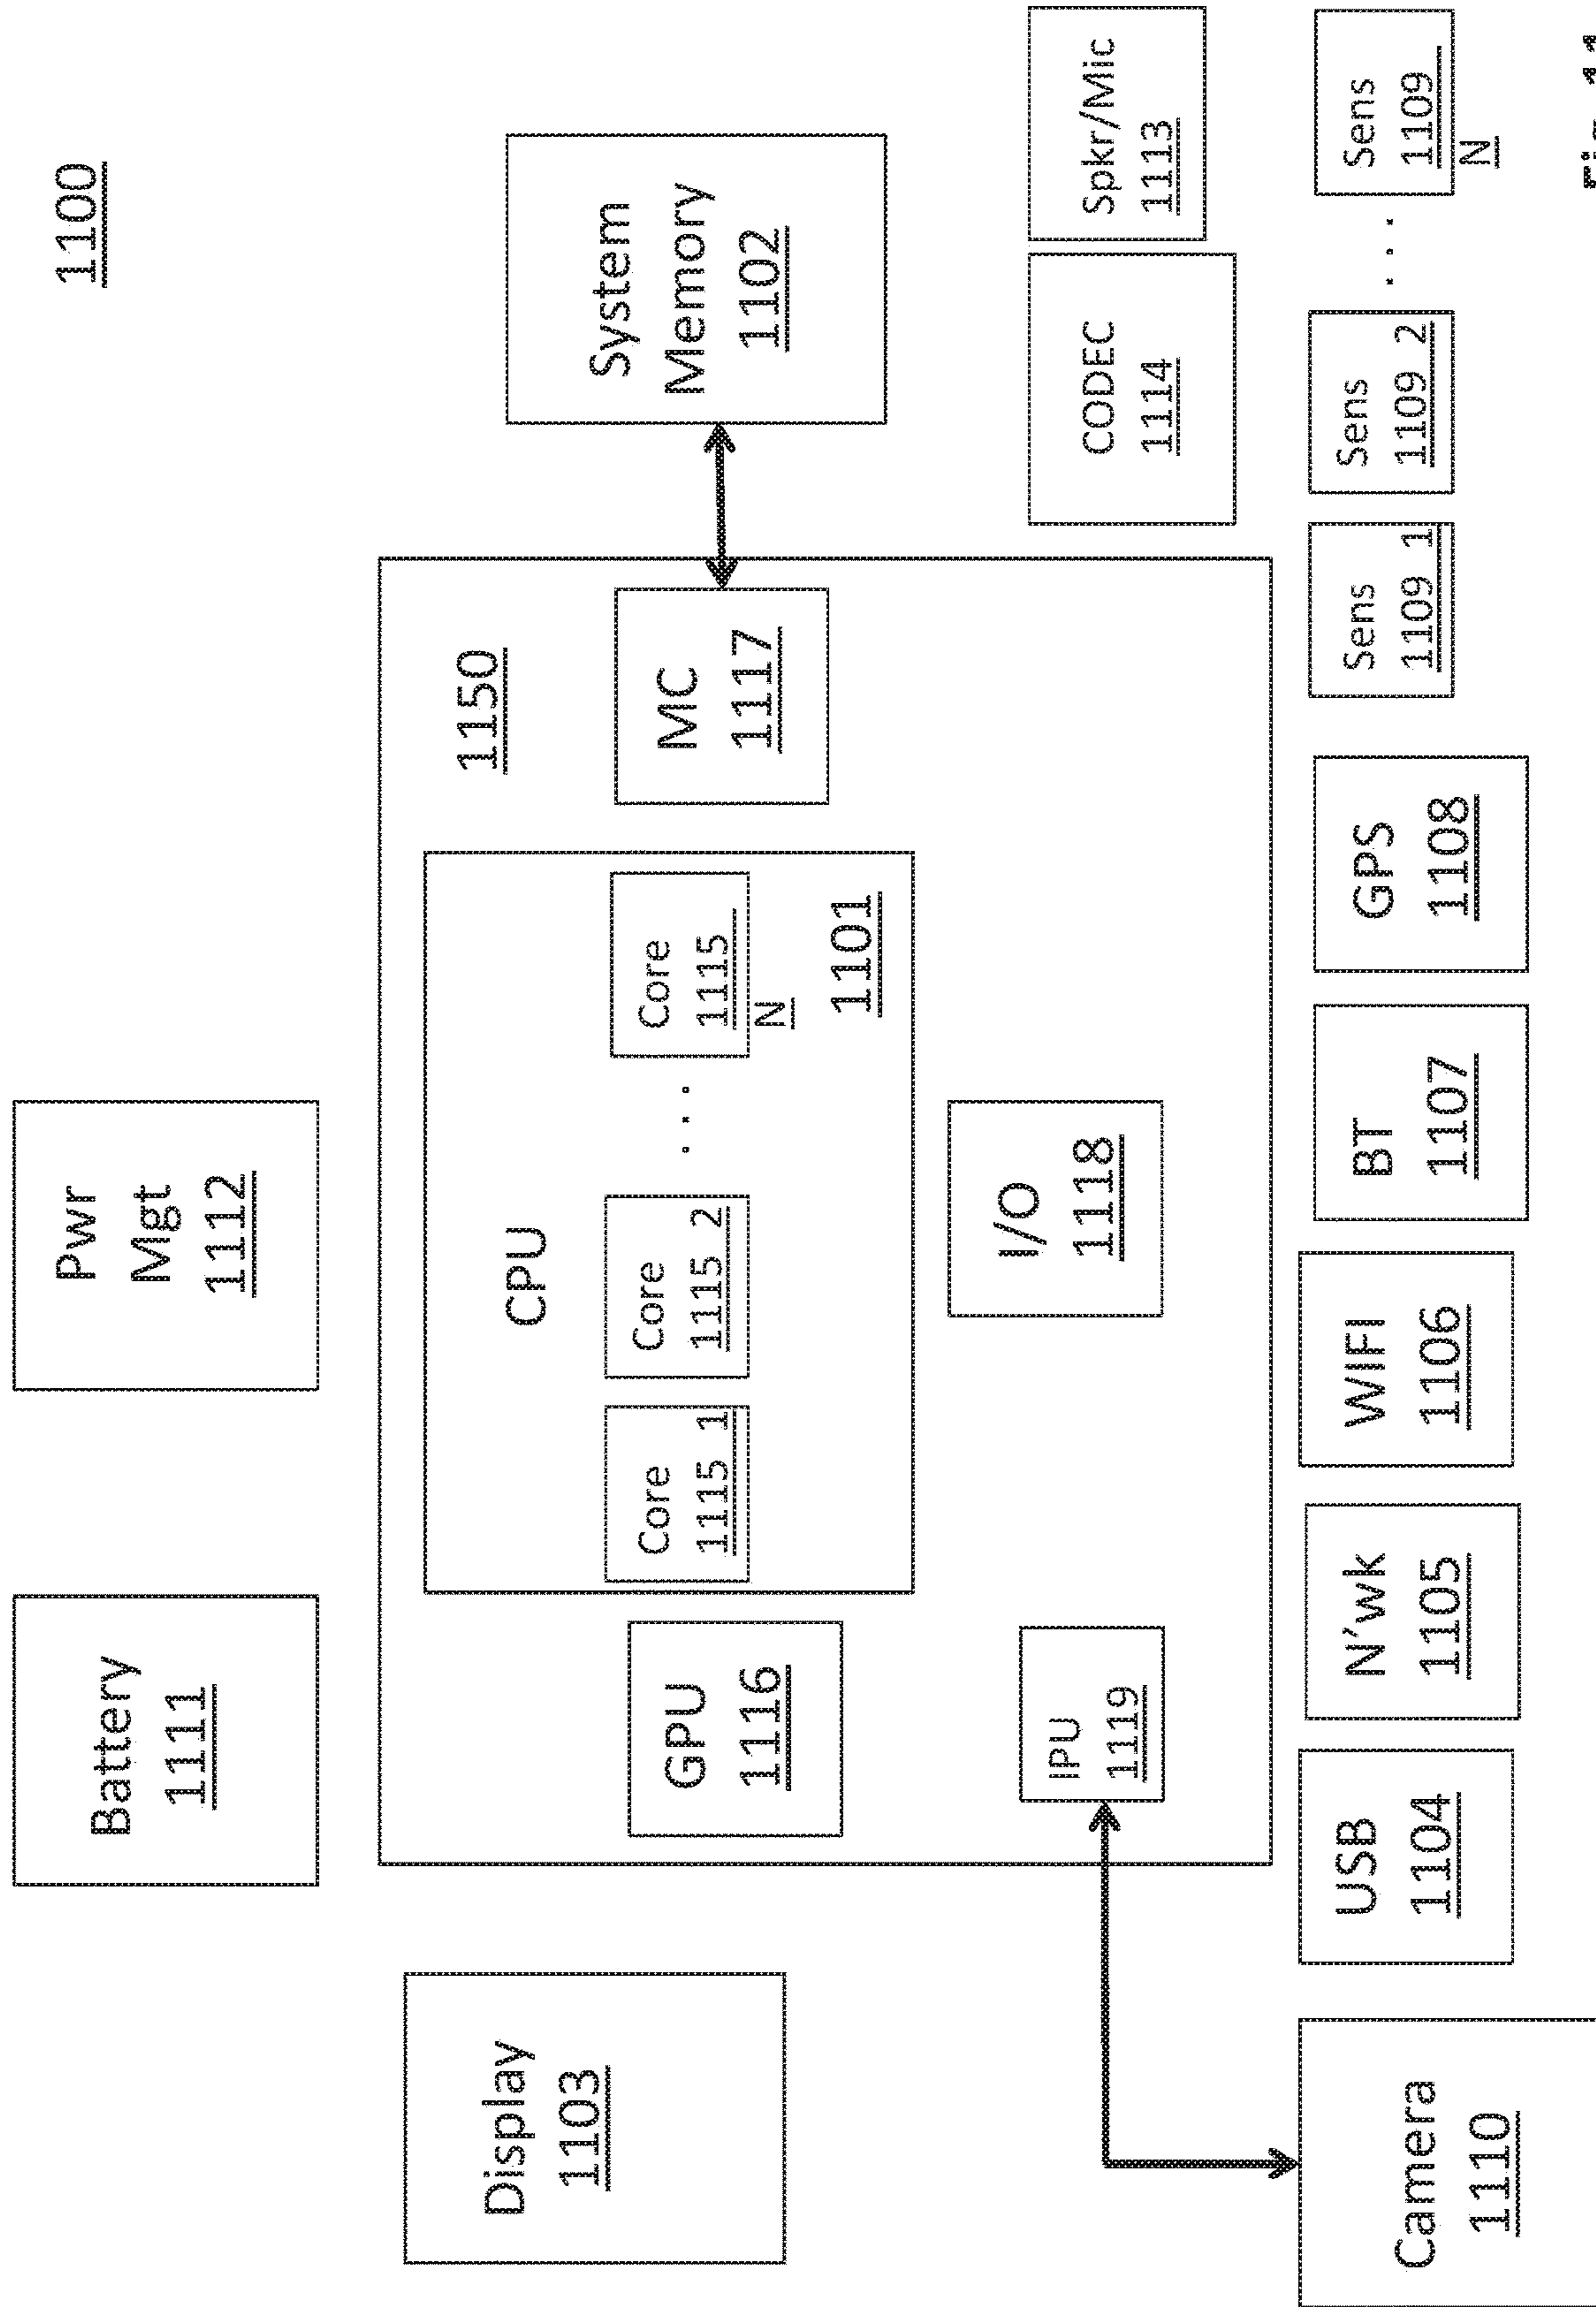 1100
Battery
1111
Pwr
Mgt
1112
Display
1103
1150
CPU
Core
1115_1
Core
1115_2
. . .
Core
1115_
N
1101
GPU
1116
MC
1117
System
Memory
1102
I/O
1118
IPU
1119
CODEC
1114
Spkr/Mic
1113
Camera
1110
USB
1104
N'wk
1105
WIFI
1106
BT
1107
GPS
1108
Sens
1109_1
Sens
1109_2
. . .
Sens
1109_
N